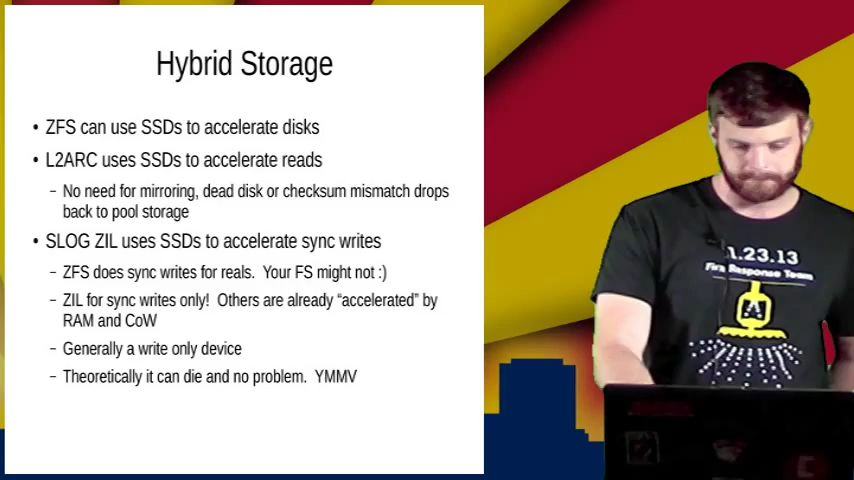 Hybrid Storage
• ZFS can use SSDs to accelerate disks
• L2ARC uses SSDs to accelerate reads
– No need for mirroring, dead disk or checksum mismatch drops
back to pool storage
• SLOG ZIL uses SSDs to accelerate sync writes
– ZFS does sync writes for reals. Your FS might not :)
– ZIL for sync writes only! Others are already “accelerated” by
RAM and CoW
– Generally a write only device
– Theoretically it can die and no problem. YMMV
1.23.13
Fire Response Team